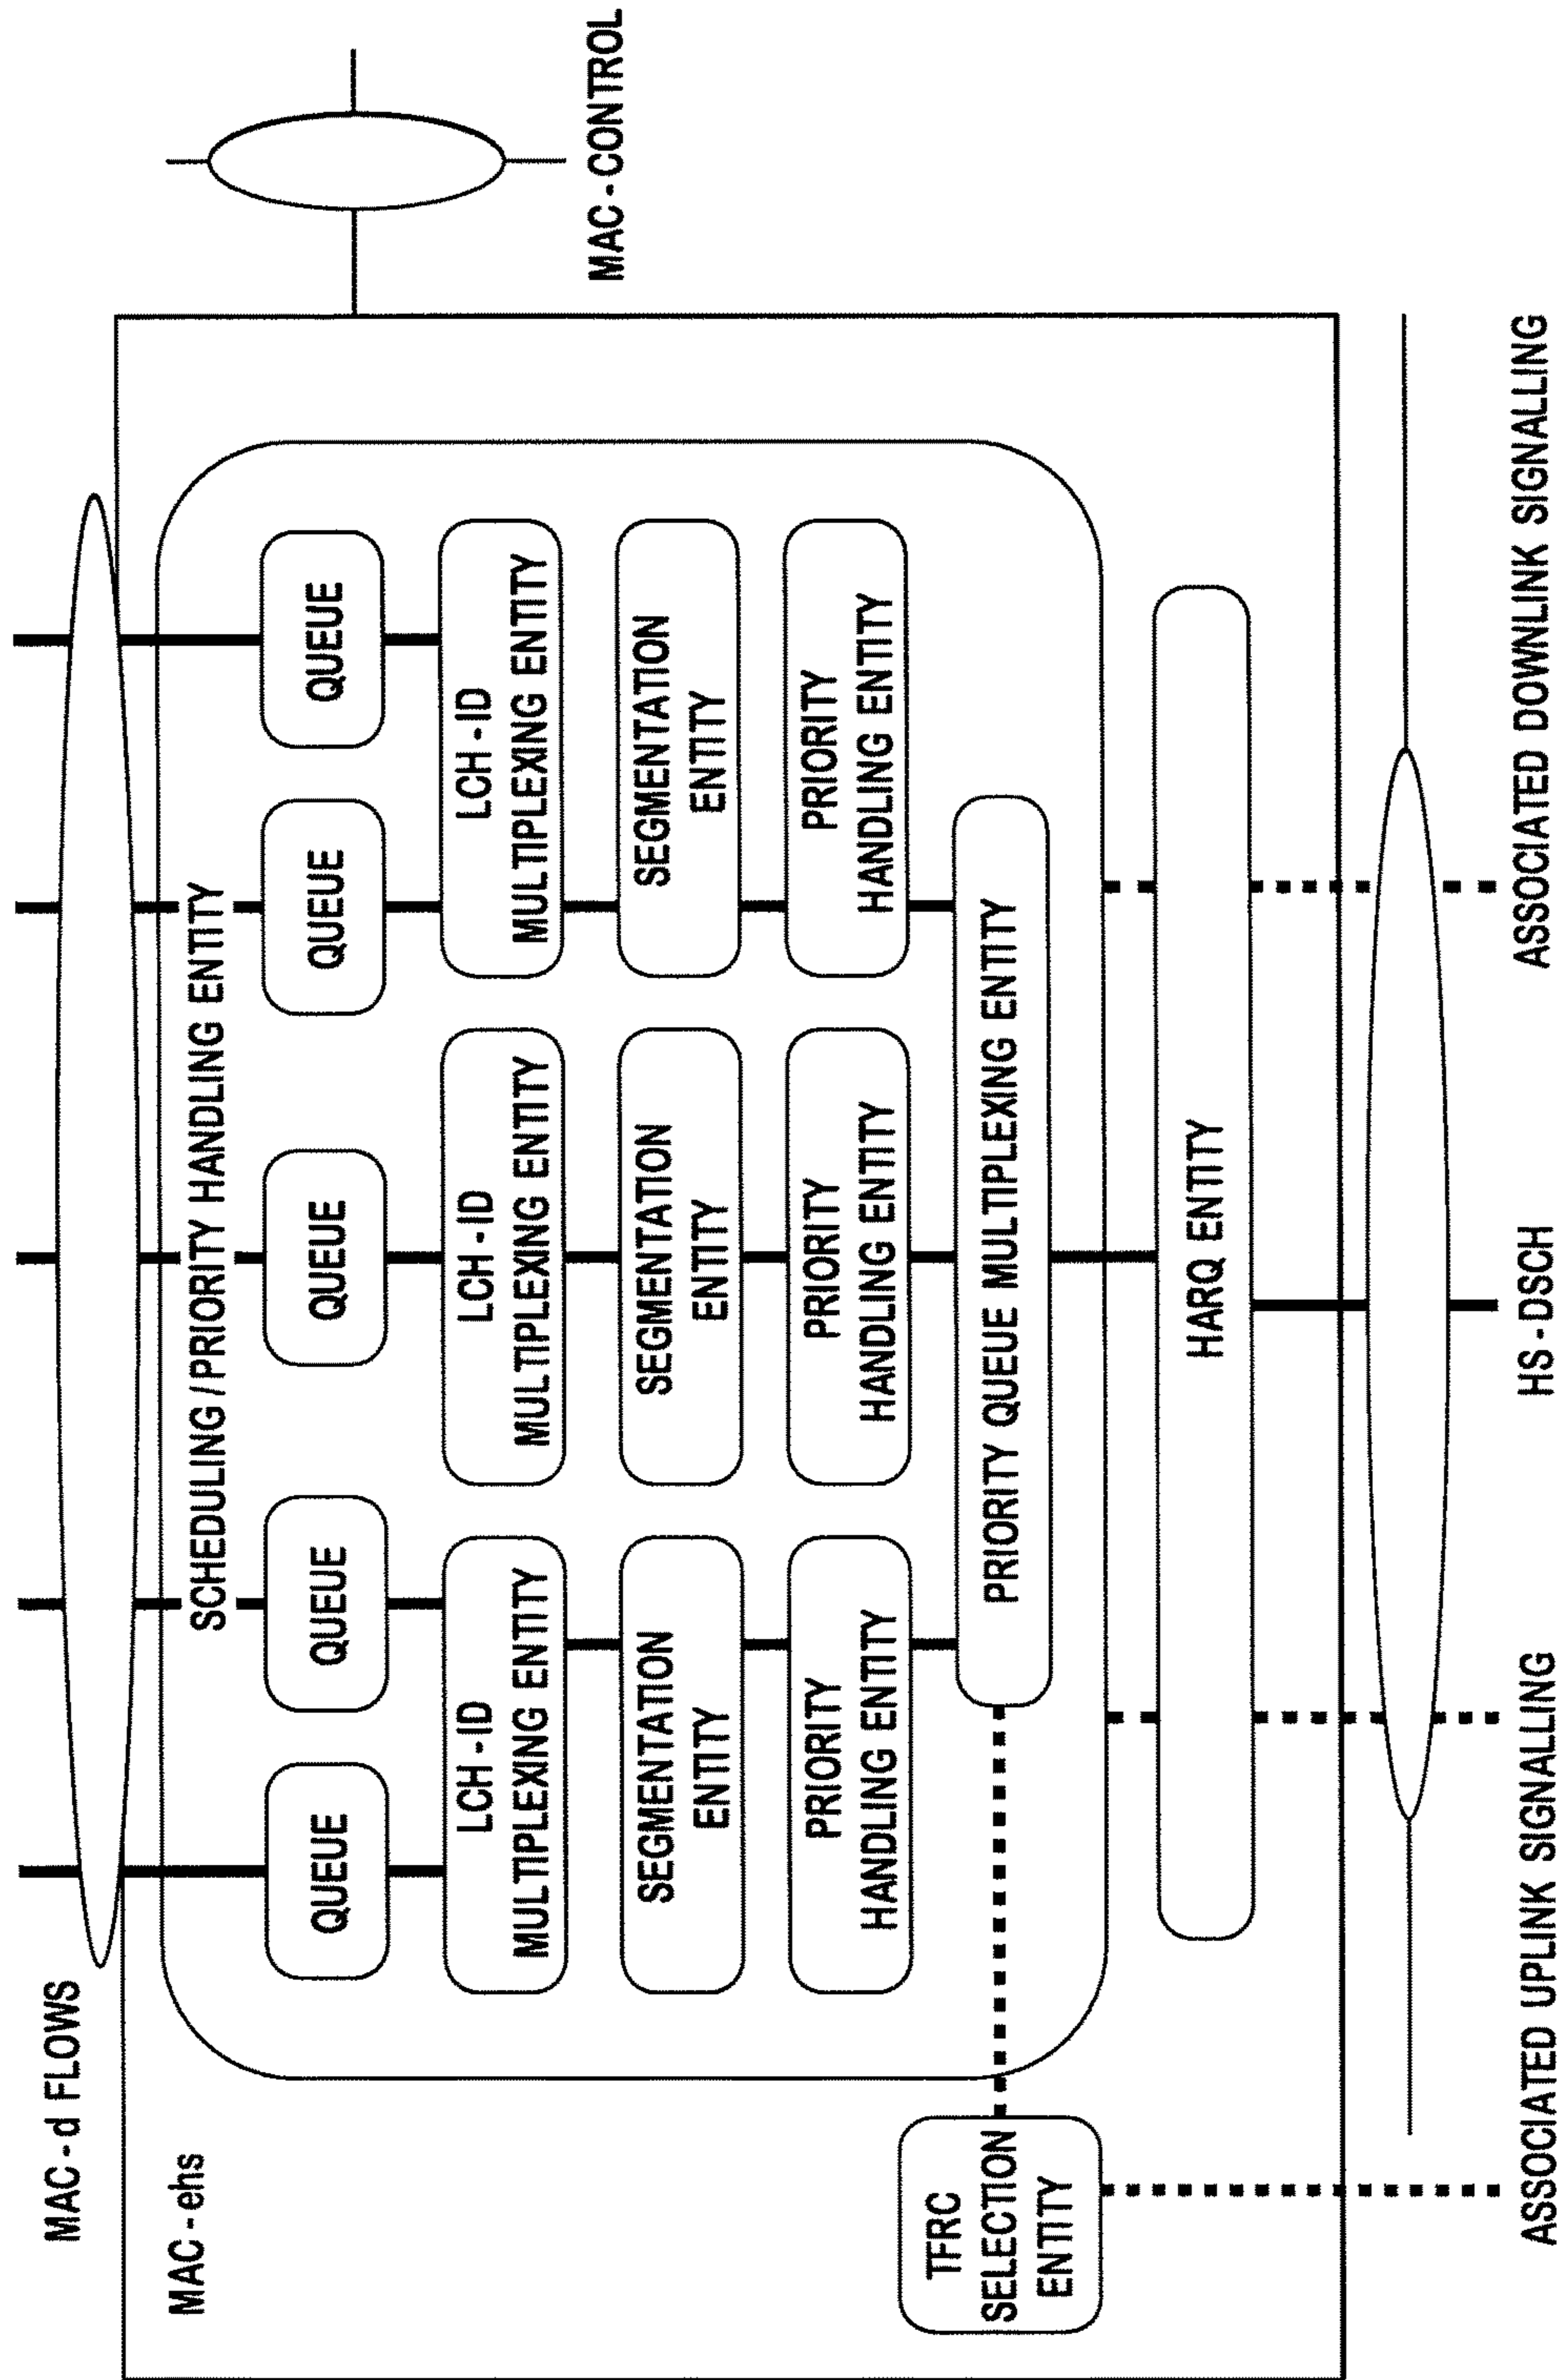 MAC-d FLOWS
MAC-ehs
MAC-CONTROL
SCHEDULING/PRIORITY HANDLING ENTITY
QUEUE
QUEUE
QUEUE
QUEUE
QUEUE
LCH-ID
MULTIPLEXING ENTITY
LCH-ID
MULTIPLEXING ENTITY
LCH-ID
MULTIPLEXING ENTITY
SEGMENTATION
ENTITY
SEGMENTATION
ENTITY
SEGMENTATION
ENTITY
PRIORITY
HANDLING ENTITY
PRIORITY
HANDLING ENTITY
PRIORITY
HANDLING ENTITY
TFRC
SELECTION
ENTITY
PRIORITY QUEUE MULTIPLEXING ENTITY
HARQ ENTITY
ASSOCIATED UPLINK SIGNALLING
HS-DSCH
ASSOCIATED DOWNLINK SIGNALLING